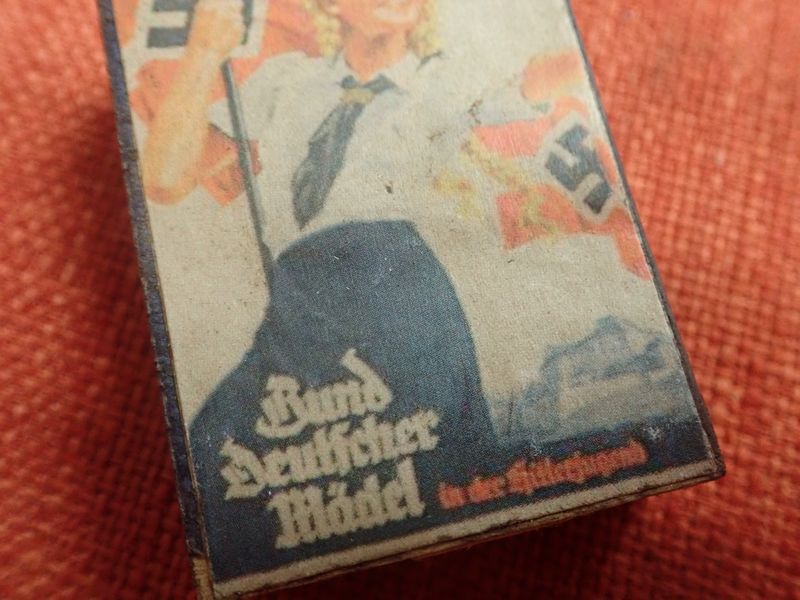 Bund
Deutscher
Mädel
in der Hitlerjugend